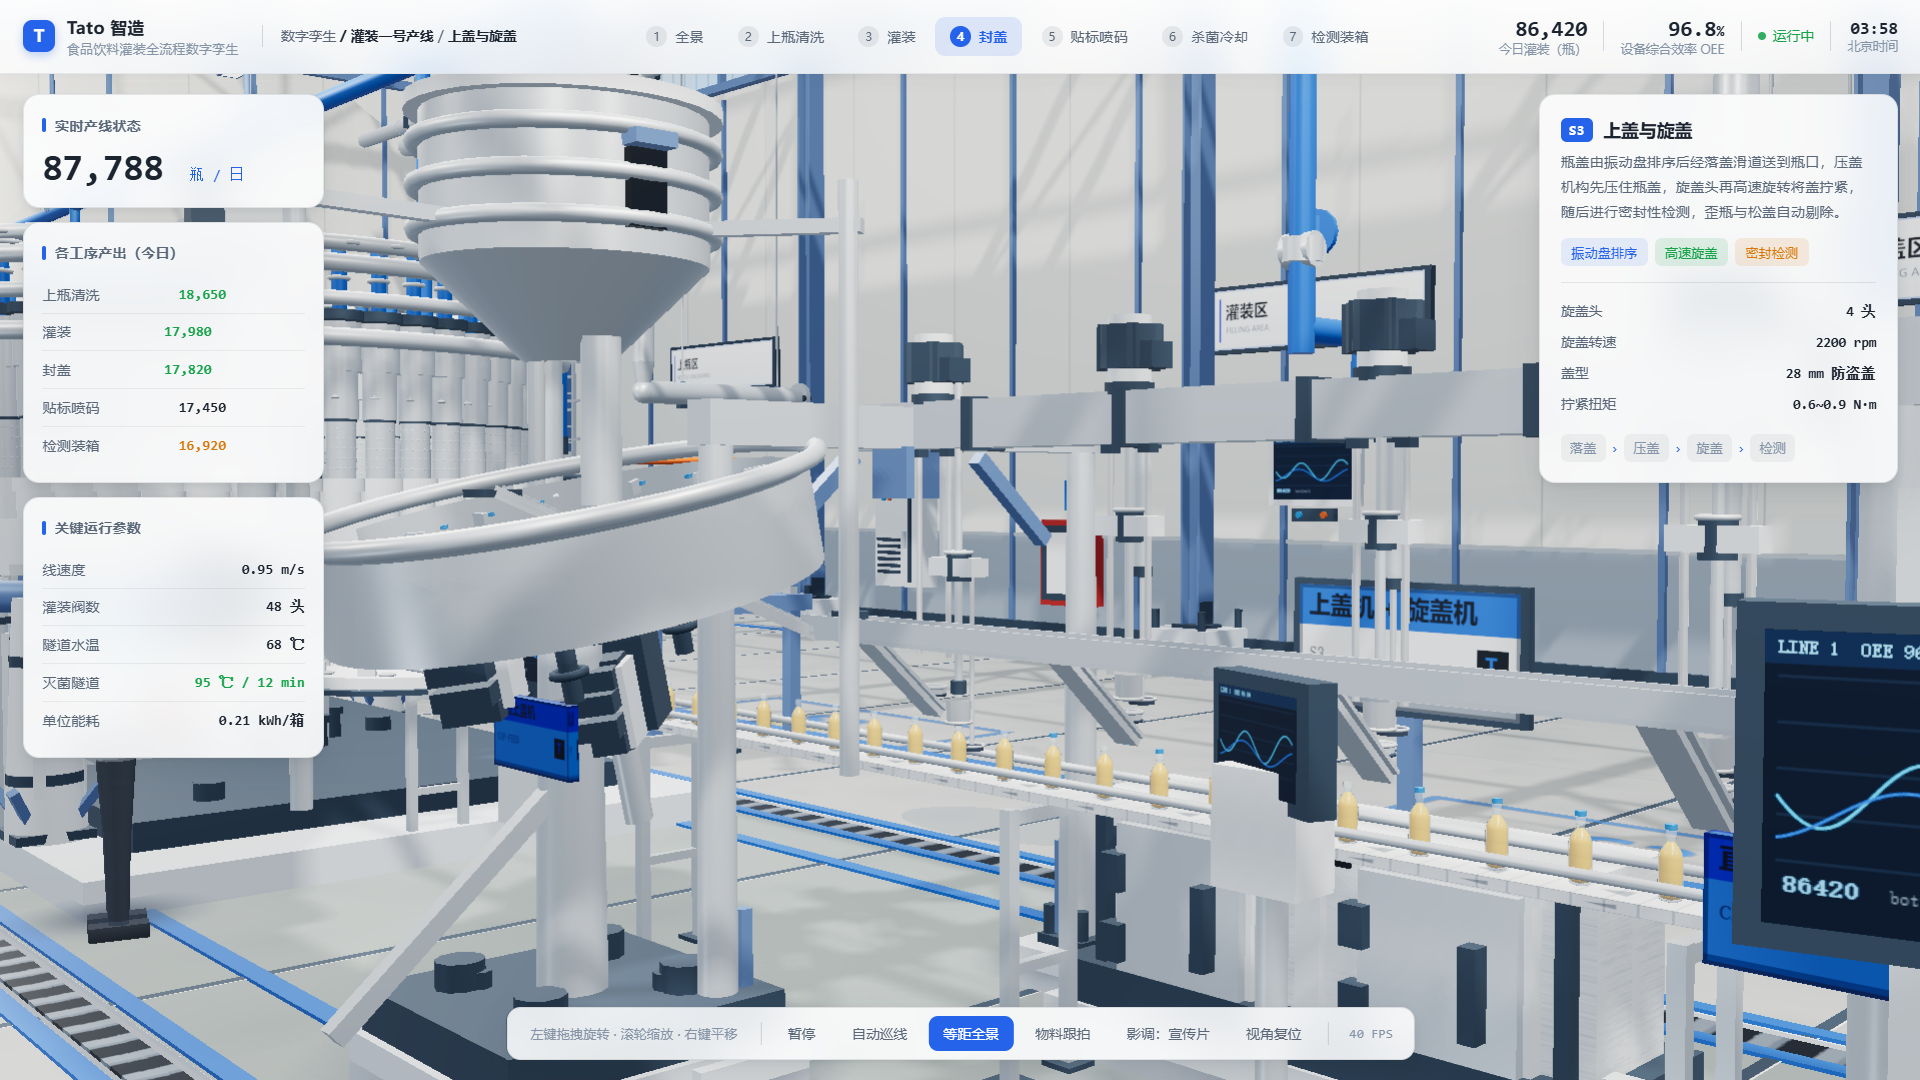 T
Tato 智造
食品饮料灌装全流程数字孪生
数字孪生 / 灌装一号产线 / 上盖与旋盖
1 全景
2 上瓶清洗
3 灌装
4 封盖
5 贴标喷码
6 杀菌冷却
7 检测装箱
86,420
今日灌装（瓶）
96.8%
设备综合效率 OEE
运行中
03:58
北京时间
实时产线状态
87,788 瓶 / 日
各工序产出（今日）
上瓶清洗 18,650
灌装 17,980
封盖 17,820
贴标喷码 17,450
检测装箱 16,920
关键运行参数
线速度 0.95 m/s
灌装阀数 48 头
隧道水温 68 ℃
灭菌隧道 95 ℃ / 12 min
单位能耗 0.21 kWh/箱
S3 上盖与旋盖
瓶盖由振动盘排序后经落盖滑道送到瓶口，压盖
机构先压住瓶盖，旋盖头再高速旋转将盖拧紧，
随后进行密封性检测，歪瓶与松盖自动剔除。
振动盘排序 高速旋盖 密封检测
旋盖头 4 头
旋盖转速 2200 rpm
盖型 28 mm 防盗盖
拧紧扭矩 0.6~0.9 N·m
落盖 › 压盖 › 旋盖 › 检测
灌装区
FILLING AREA
上瓶区
盖区
上盖机 旋盖机
S3
T
LINE 1 OEE 96
86420 bot
左键拖拽旋转 · 滚轮缩放 · 右键平移
暂停
自动巡线
等距全景
物料跟拍
影调：宣传片
视角复位
40 FPS